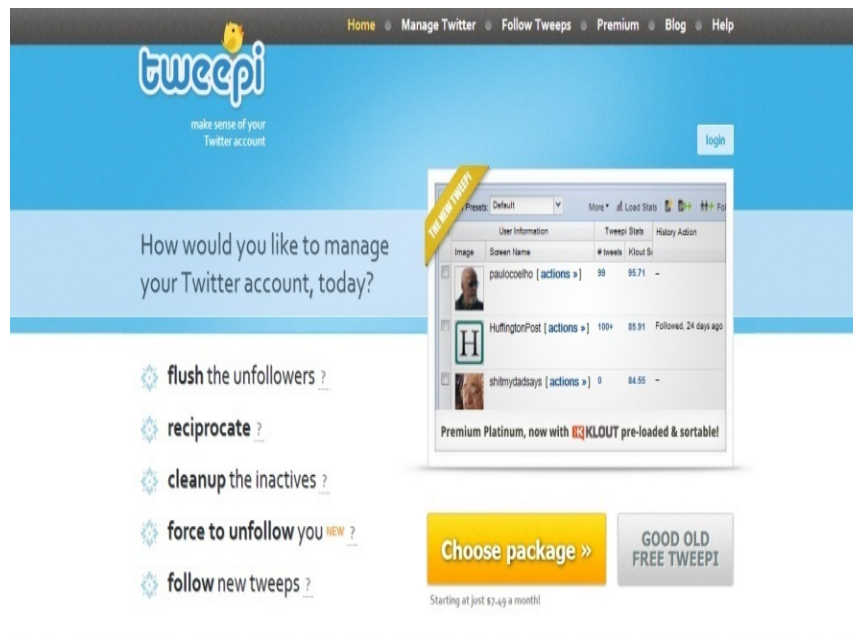 Home Manage Twitter Follow Tweeps Premium Blog Help
tweepi
make sense of your
Twitter account
login
THE NEW TWEEPI
Presets: Default More Load Stats Fol
User Information Tweepi Stats History Action
Image Screen Name # tweets Klout S
paulocoelho [ actions » ] 99 95.71 –
HuffingtonPost [ actions » ] 100+ 85.91 Followed, 24 days ago
shitmydadsays [ actions » ] 0 84.55 –
Premium Platinum, now with KLOUT pre-loaded & sortable!
How would you like to manage
your Twitter account, today?
flush the unfollowers ?
reciprocate ?
cleanup the inactives ?
force to unfollow you NEW ?
follow new tweeps ?
Choose package »
Starting at just $7.49 a month!
GOOD OLD
FREE TWEEPI